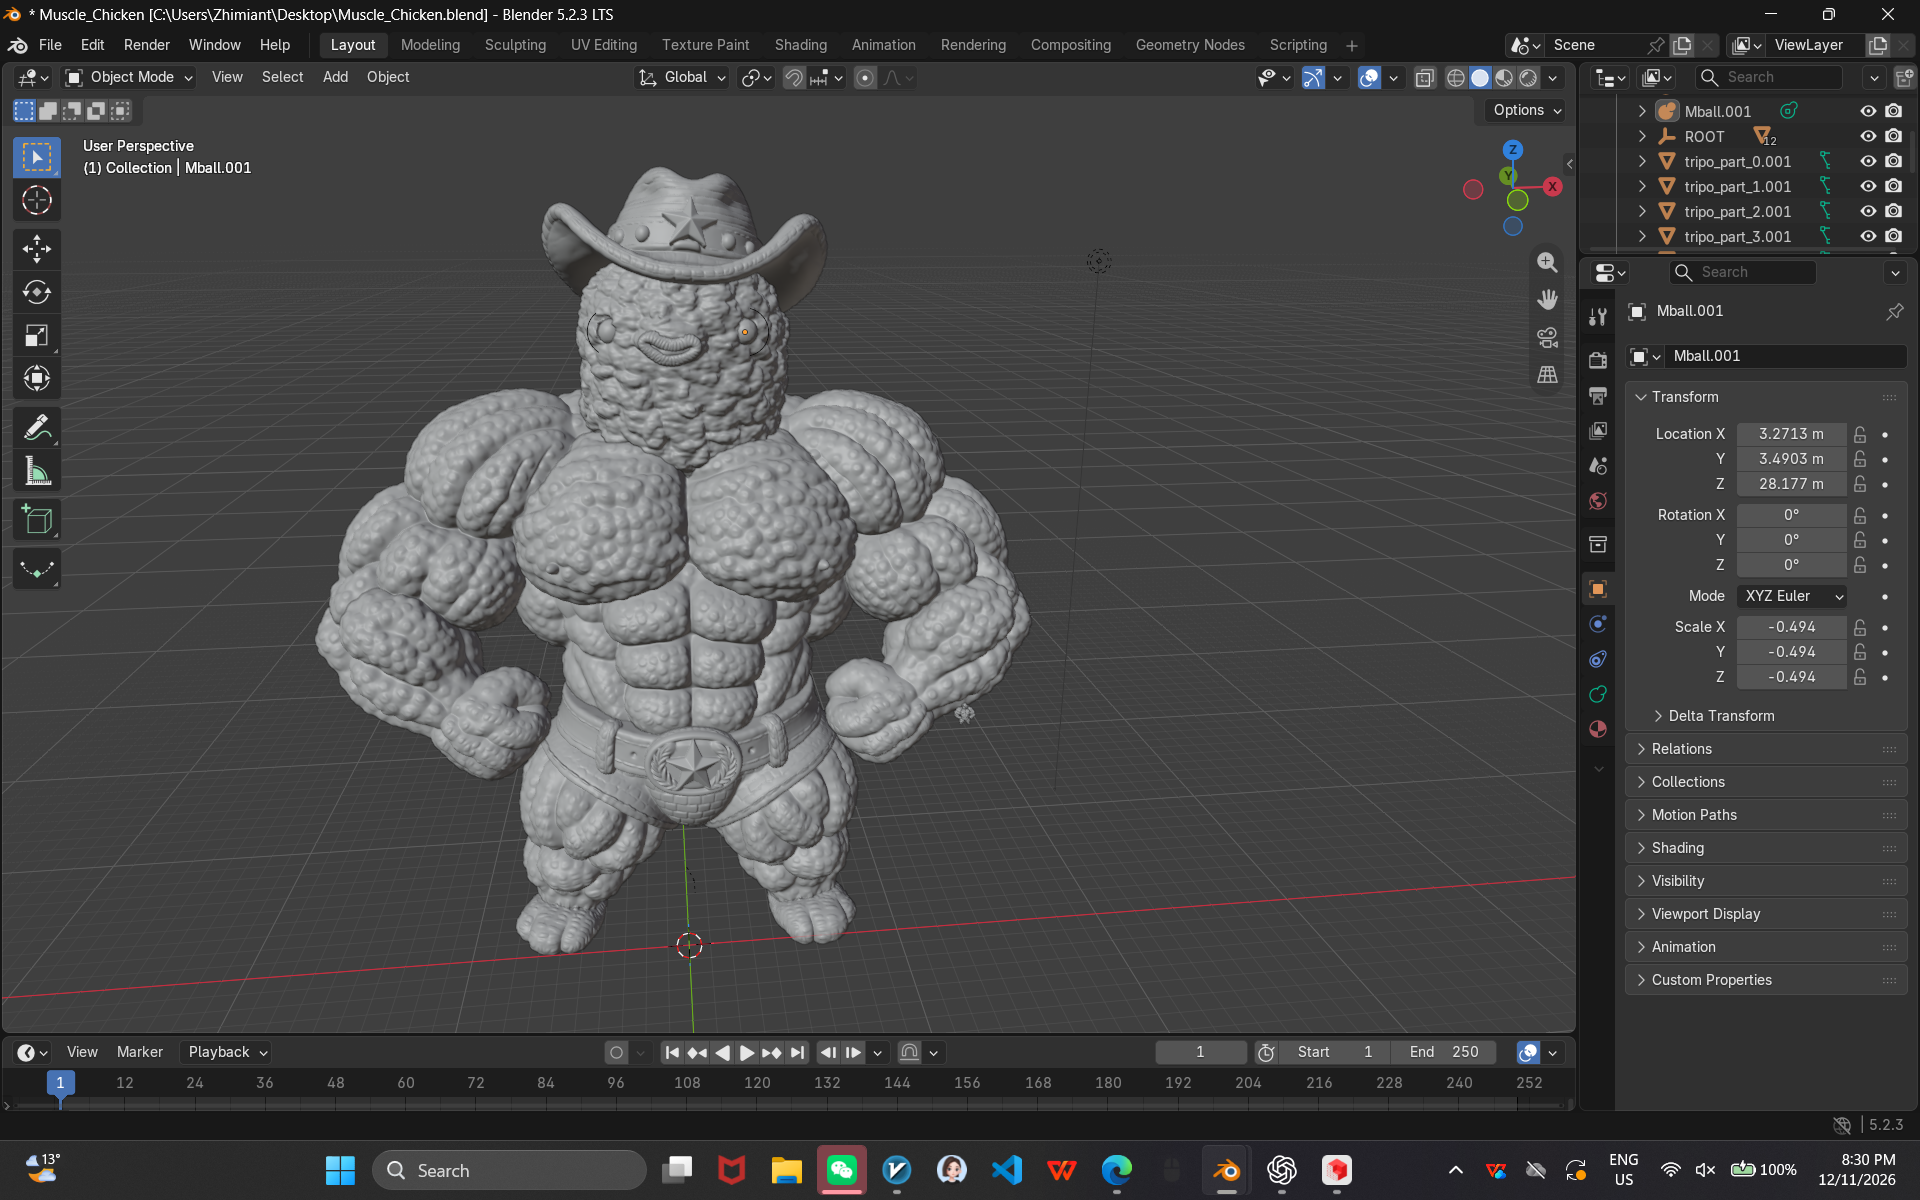 * Muscle_Chicken [C:\Users\Zhimiant\Desktop\Muscle_Chicken.blend] - Blender 5.2.3 LTS
File Edit Render Window Help Layout Modeling Sculpting UV Editing Texture Paint Shading Animation Rendering Compositing Geometry Nodes Scripting Scene ViewLayer
Object Mode View Select Add Object Global Search
Options
User Perspective
(1) Collection | Mball.001
Z
Y
X
Mball.001
ROOT 12
tripo_part_0.001
tripo_part_1.001
tripo_part_2.001
tripo_part_3.001
Search
Mball.001
Mball.001
Transform
Location X 3.2713 m
Y 3.4903 m
Z 28.177 m
Rotation X 0°
Y 0°
Z 0°
Mode XYZ Euler
Scale X -0.494
Y -0.494
Z -0.494
Delta Transform
Relations
Collections
Motion Paths
Shading
Visibility
Viewport Display
Animation
Custom Properties
View Marker Playback 1 Start 1 End 250
1 12 24 36 48 60 72 84 96 108 120 132 144 156 168 180 192 204 216 228 240 252
5.2.3
13°
Search
ENG
US
100%
8:30 PM
12/11/2026